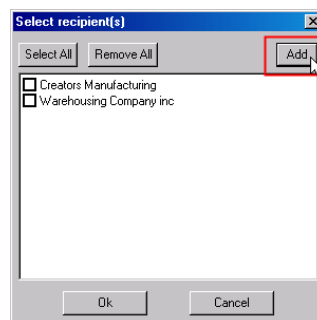 Select recipient(s)
Select All Remove All Add
Creators Manufacturing
Warehousing Company inc
Ok Cancel